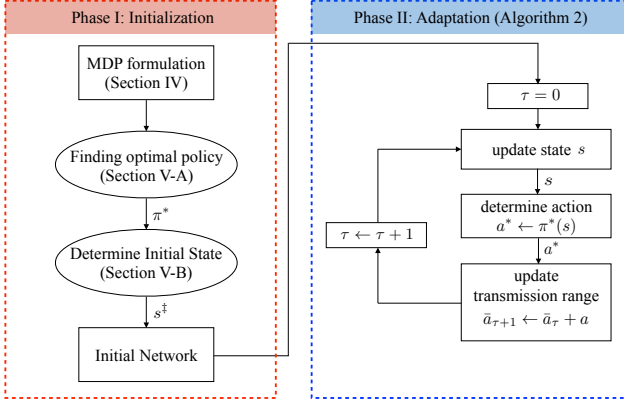 Phase I: Initialization
MDP formulation
(Section IV)
Finding optimal policy
(Section V-A)
π*
Determine Initial State
(Section V-B)
s‡
Initial Network
Phase II: Adaptation (Algorithm 2)
τ = 0
update state s
s
determine action
a* ← π*(s)
a*
update
transmission range
ā_{τ+1} ← ā_τ + a
τ ← τ + 1